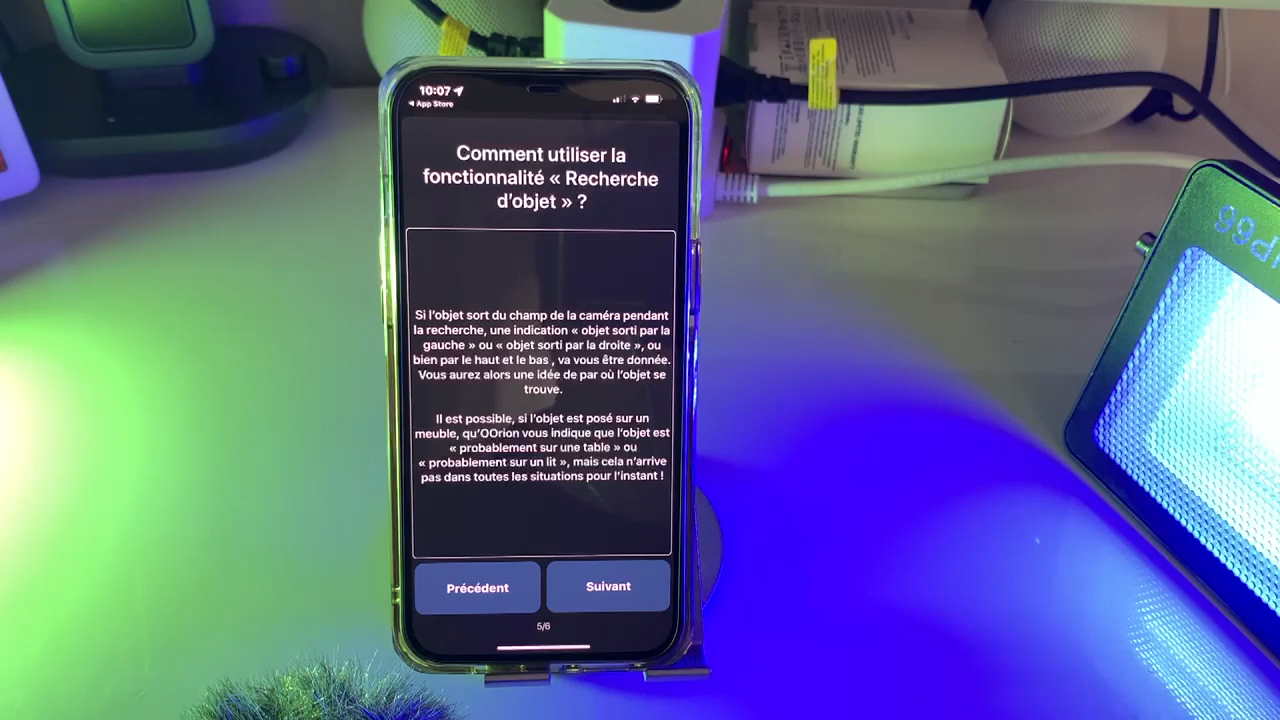 10:07
App Store
Comment utiliser la
fonctionnalité « Recherche
d'objet » ?
Si l'objet sort du champ de la caméra pendant
la recherche, une indication « objet sorti par la
gauche » ou « objet sorti par la droite », ou
bien par le haut et le bas , va vous être donnée.
Vous aurez alors une idée de par où l'objet se
trouve.
Il est possible, si l'objet est posé sur un
meuble, qu'OOrion vous indique que l'objet est
« probablement sur une table » ou
« probablement sur un lit », mais cela n'arrive
pas dans toutes les situations pour l'instant !
Précédent
Suivant
5/6
IP66